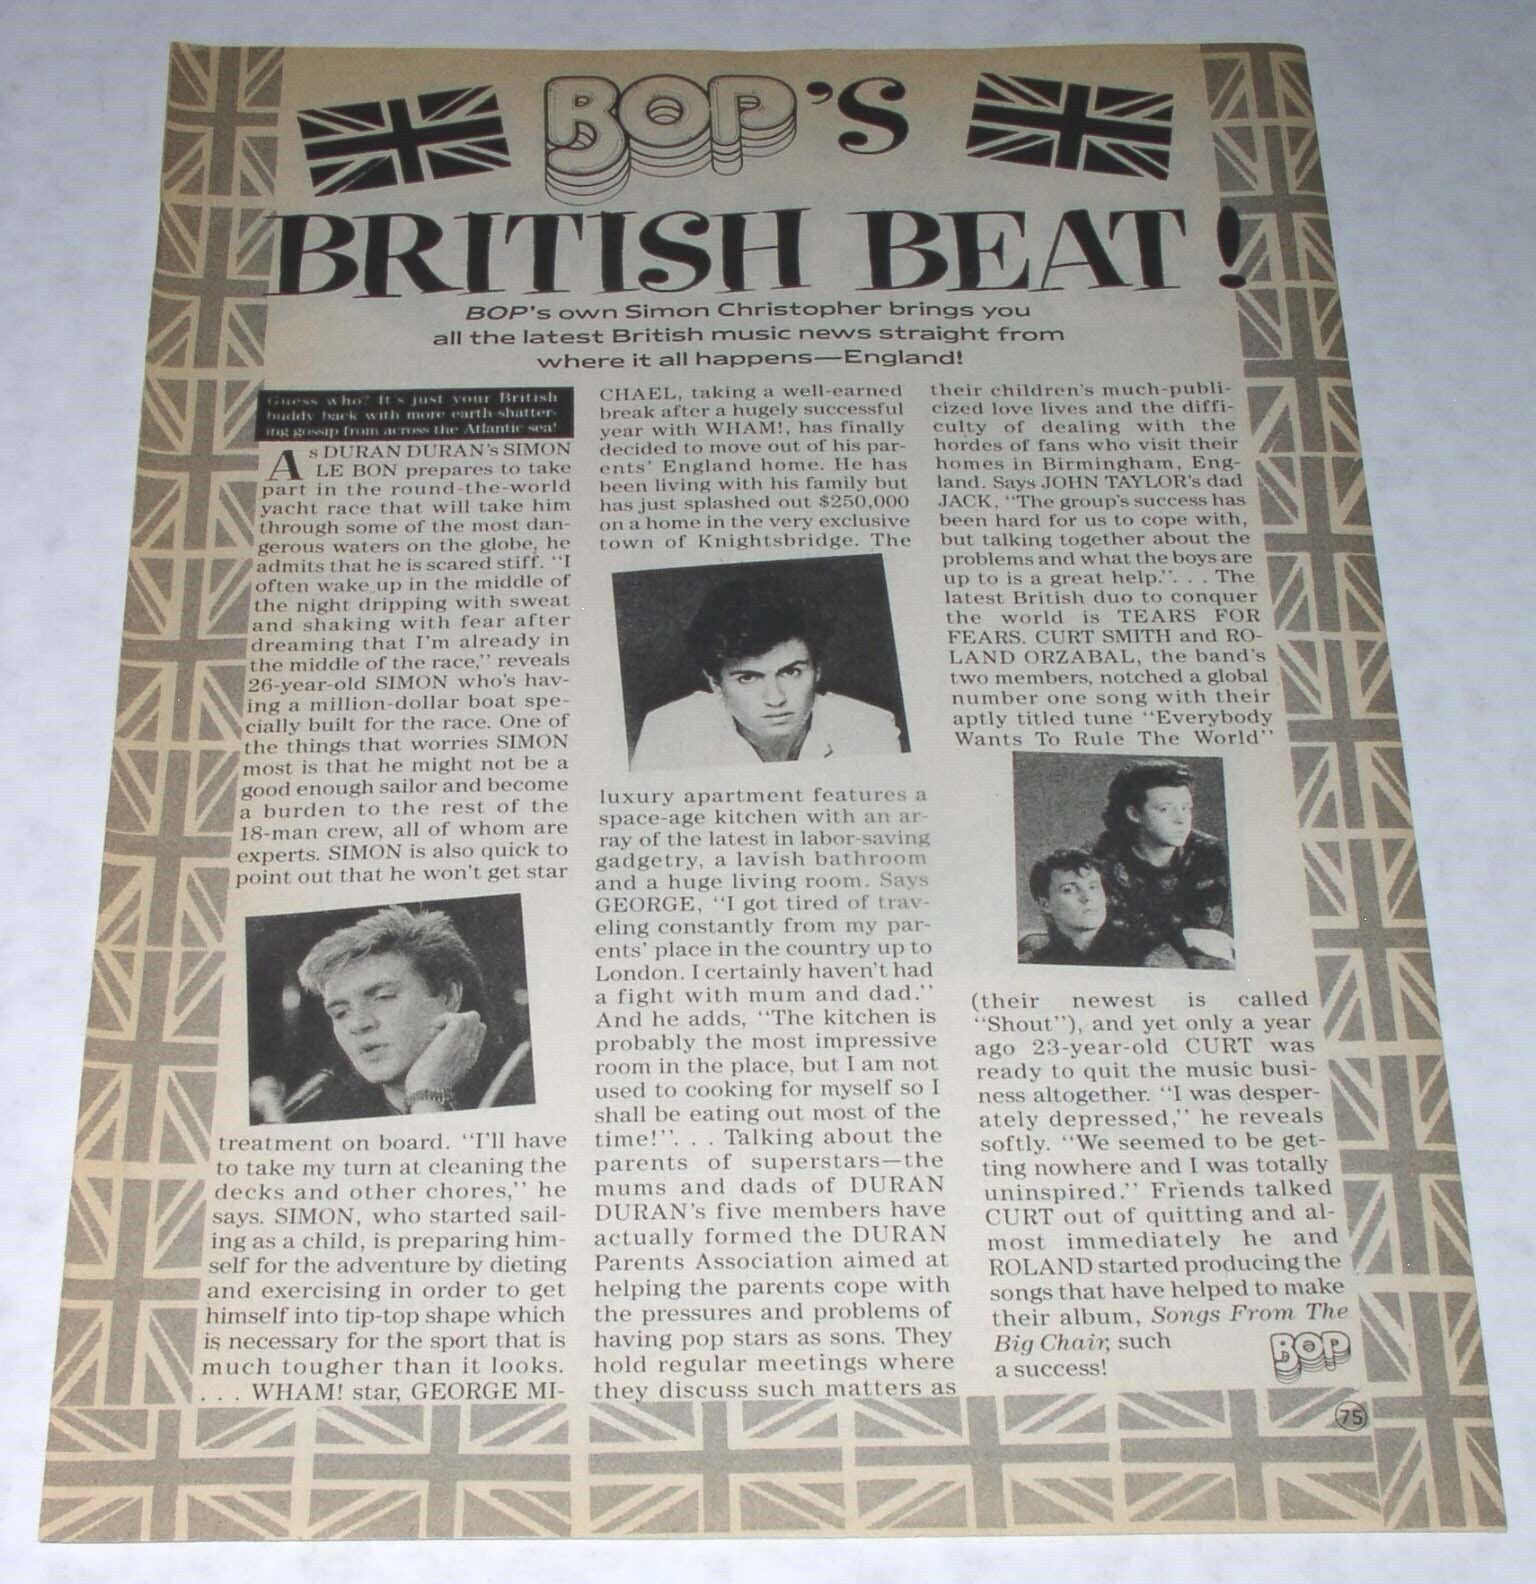 BOP'S
BRITISH BEAT!
BOP's own Simon Christopher brings you
all the latest British music news straight from
where it all happens—England!
Guess who? It's just your British
buddy back with more earth shatter-
ing gossip from across the Atlantic sea!
As DURAN DURAN's SIMON
LE BON prepares to take
part in the round-the-world
yacht race that will take him
through some of the most dan-
gerous waters on the globe, he
admits that he is scared stiff. "I
often wake up in the middle of
the night dripping with sweat
and shaking with fear after
dreaming that I'm already in
the middle of the race," reveals
26-year-old SIMON who's hav-
ing a million-dollar boat spe-
cially built for the race. One of
the things that worries SIMON
most is that he might not be a
good enough sailor and become
a burden to the rest of the
18-man crew, all of whom are
experts. SIMON is also quick to
point out that he won't get star
treatment on board. "I'll have
to take my turn at cleaning the
decks and other chores," he
says. SIMON, who started sail-
ing as a child, is preparing him-
self for the adventure by dieting
and exercising in order to get
himself into tip-top shape which
is necessary for the sport that is
much tougher than it looks.
. . . WHAM! star, GEORGE MI-
CHAEL, taking a well-earned
break after a hugely successful
year with WHAM!, has finally
decided to move out of his par-
ents' England home. He has
been living with his family but
has just splashed out $250,000
on a home in the very exclusive
town of Knightsbridge. The
luxury apartment features a
space-age kitchen with an ar-
ray of the latest in labor-saving
gadgetry, a lavish bathroom
and a huge living room. Says
GEORGE, "I got tired of trav-
eling constantly from my par-
ents' place in the country up to
London. I certainly haven't had
a fight with mum and dad."
And he adds, "The kitchen is
probably the most impressive
room in the place, but I am not
used to cooking for myself so I
shall be eating out most of the
time!". . . Talking about the
parents of superstars—the
mums and dads of DURAN
DURAN's five members have
actually formed the DURAN
Parents Association aimed at
helping the parents cope with
the pressures and problems of
having pop stars as sons. They
hold regular meetings where
they discuss such matters as
their children's much-publi-
cized love lives and the diffi-
culty of dealing with the
hordes of fans who visit their
homes in Birmingham, Eng-
land. Says JOHN TAYLOR's dad
JACK, "The group's success has
been hard for us to cope with,
but talking together about the
problems and what the boys are
up to is a great help.". . . The
latest British duo to conquer
the world is TEARS FOR
FEARS. CURT SMITH and RO-
LAND ORZABAL, the band's
two members, notched a global
number one song with their
aptly titled tune "Everybody
Wants To Rule The World"
(their newest is called
"Shout"), and yet only a year
ago 23-year-old CURT was
ready to quit the music busi-
ness altogether. "I was desper-
ately depressed," he reveals
softly. "We seemed to be get-
ting nowhere and I was totally
uninspired." Friends talked
CURT out of quitting and al-
most immediately he and
ROLAND started producing the
songs that have helped to make
their album, Songs From The
Big Chair, such
a success!
BOP
75